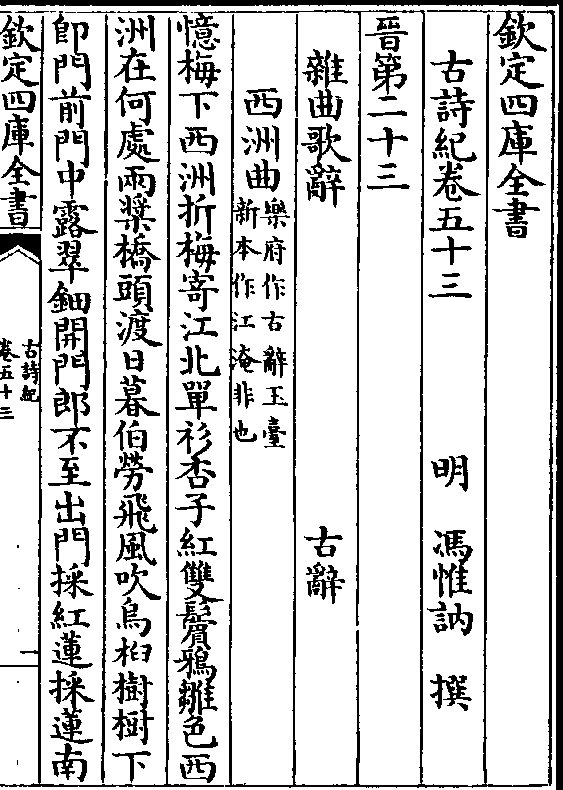 欽定四庫全書
古詩紀卷五十三 明 馮惟訥 撰
晉第二十三
雜曲歌辭 古辭
西洲曲 樂府作古辭玉臺
新本作江淹非也
憶梅下西洲折梅寄江北單衫杏子紅雙鬢鴉雛色西
洲在何處兩槳橋頭渡日暮伯勞飛風吹烏桕樹樹下
即門前門中露翠鈿開門郎不至出門採紅蓮採蓮南
欽定四庫全書
古詩紀
卷五十三